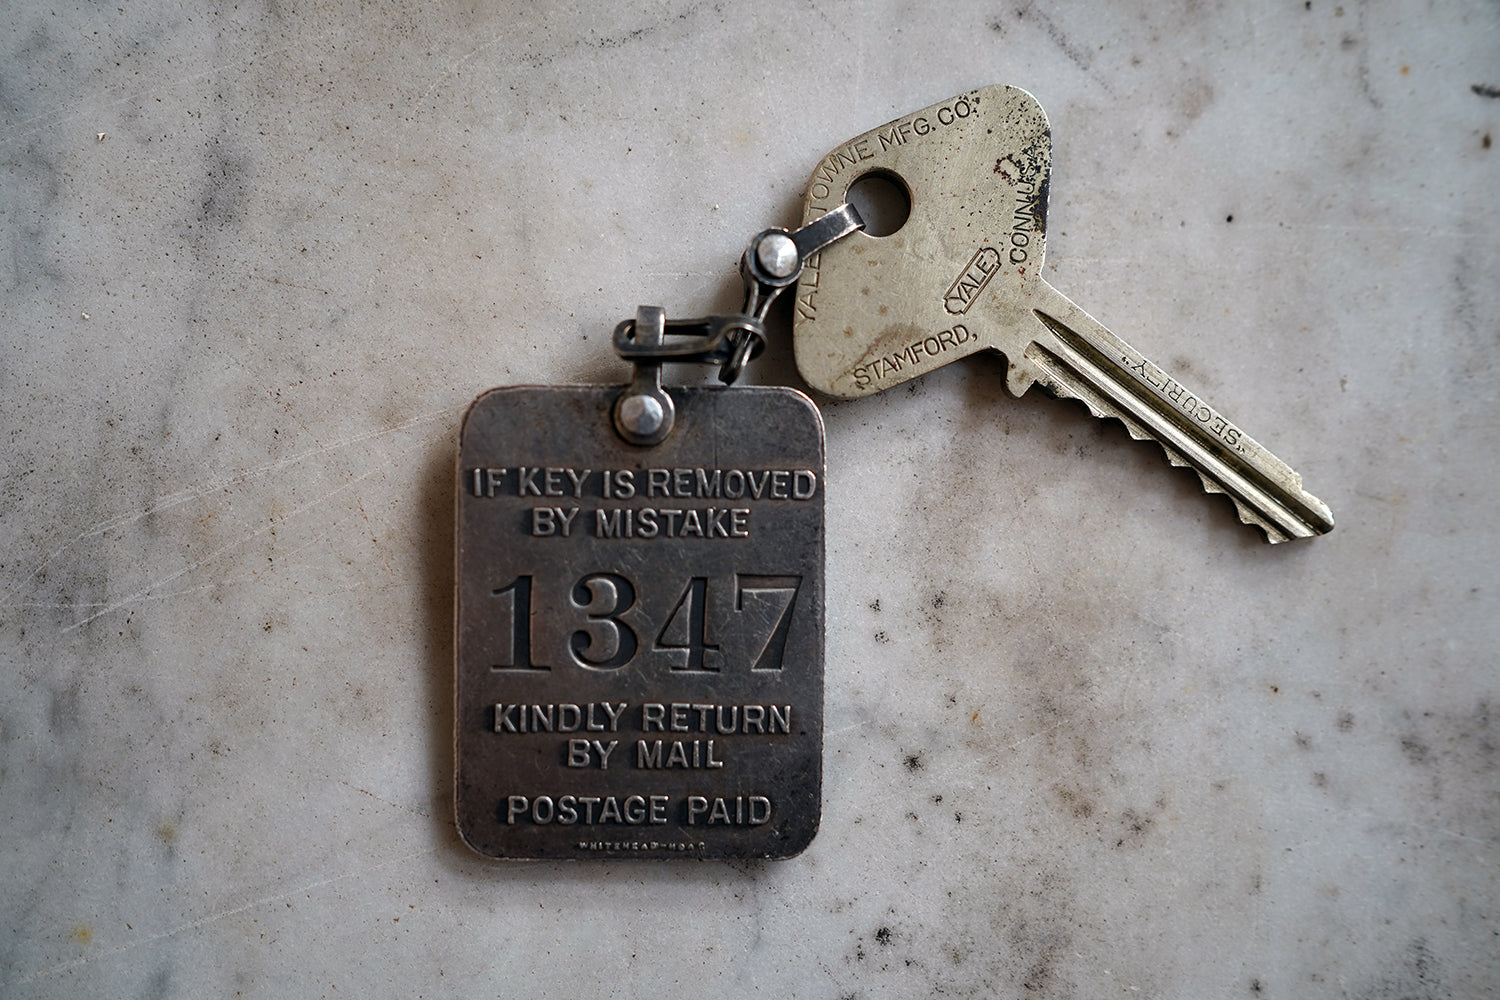 IF KEY IS REMOVED
BY MISTAKE
1347
KINDLY RETURN
BY MAIL
POSTAGE PAID
WHITEHEAD-HOAG
YALE TOWNE MFG. CO.
STAMFORD,
CONN. U.S.A.
YALE
"SECURITY"